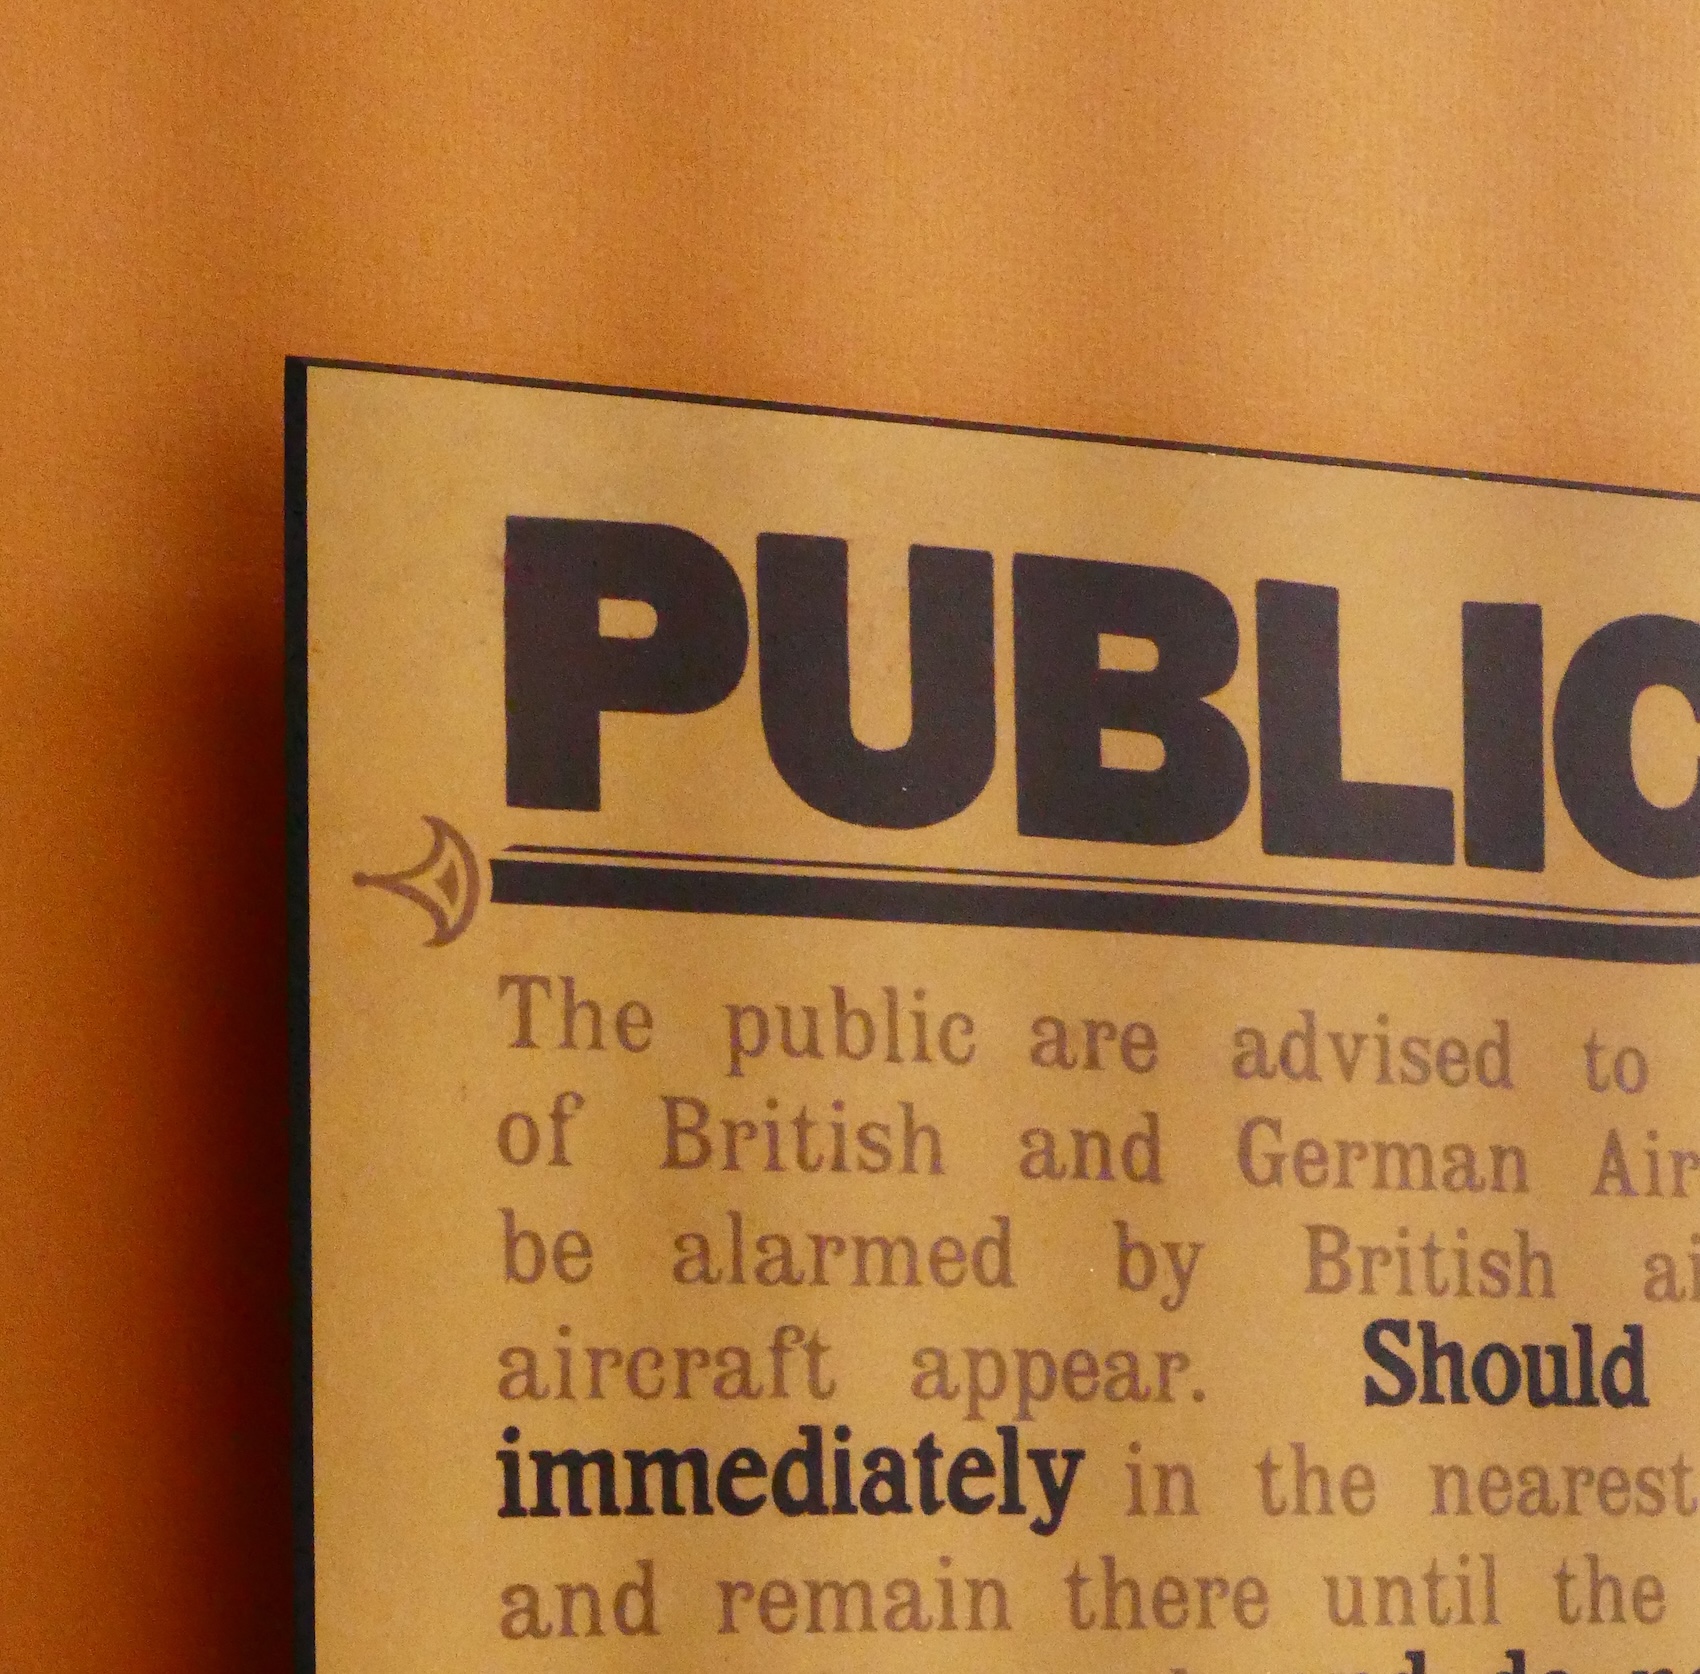 PUBLIC
The public are advised to
of British and German Air
be alarmed by British ai
aircraft appear. Should
immediately in the nearest
and remain there until the